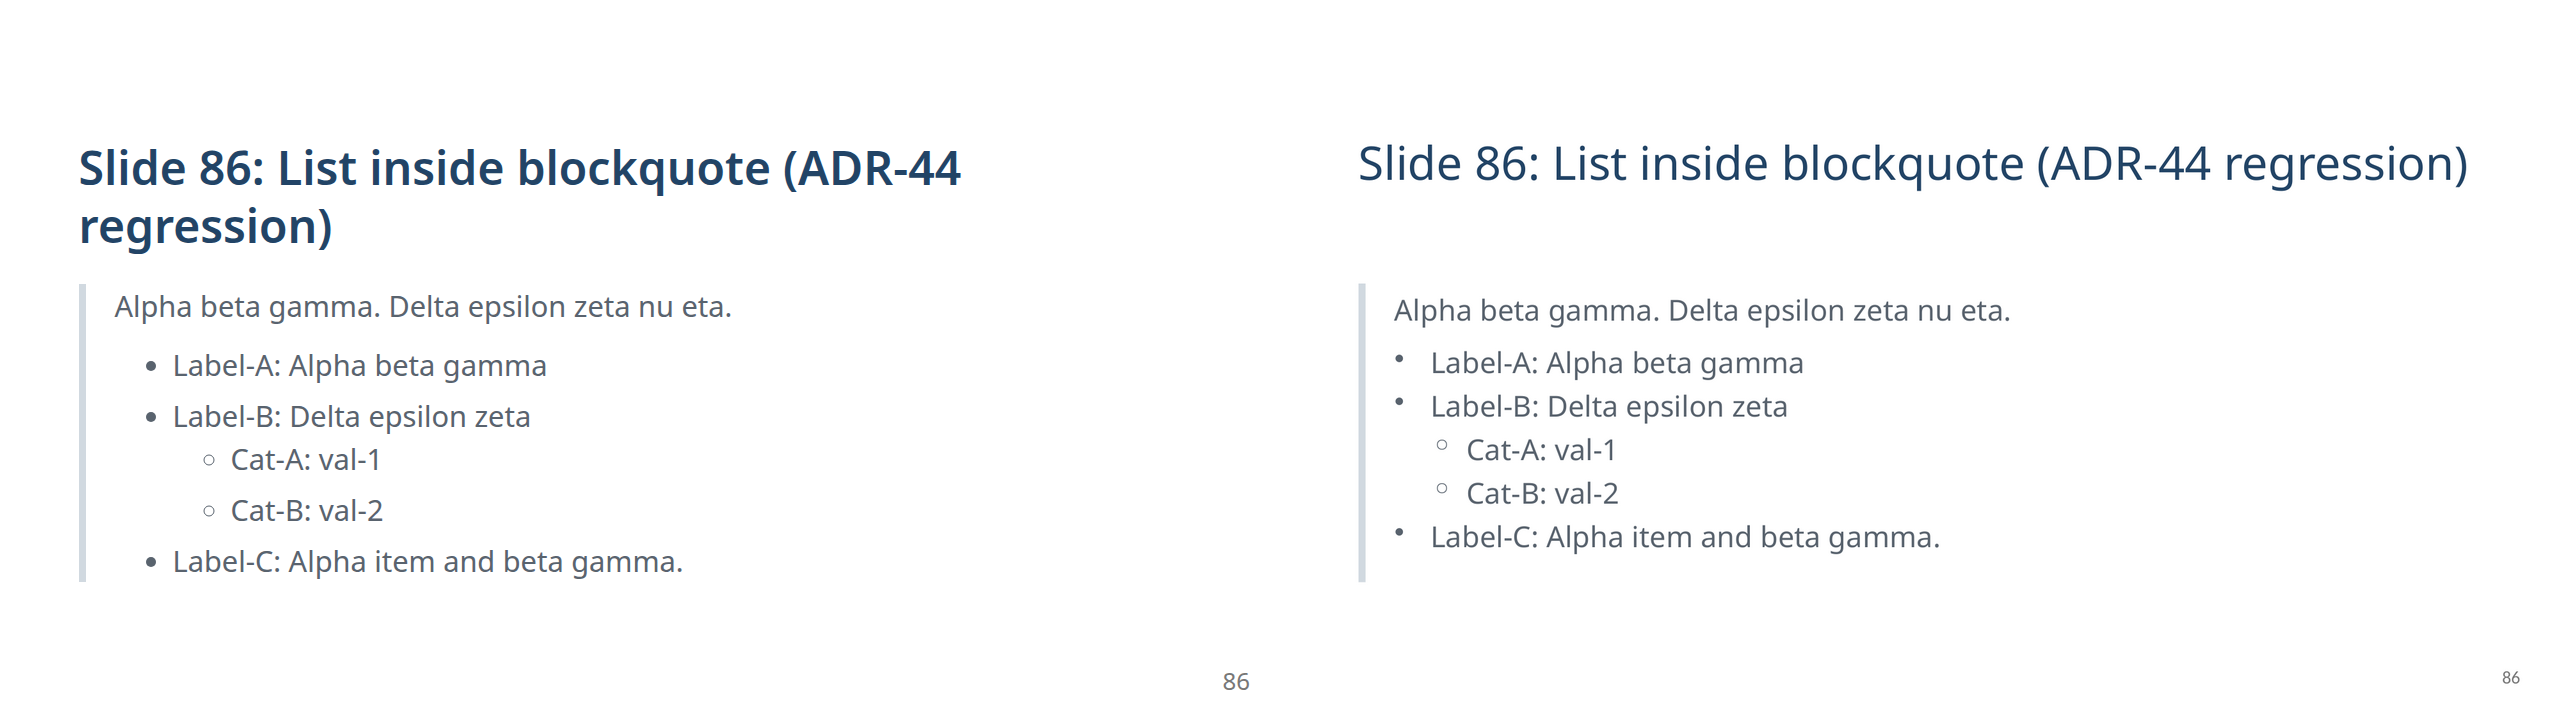 Slide 86: List inside blockquote (ADR-44
regression)
Alpha beta gamma. Delta epsilon zeta nu eta.
• Label-A: Alpha beta gamma
• Label-B: Delta epsilon zeta
○ Cat-A: val-1
○ Cat-B: val-2
• Label-C: Alpha item and beta gamma.
86
Slide 86: List inside blockquote (ADR-44 regression)
Alpha beta gamma. Delta epsilon zeta nu eta.
• Label-A: Alpha beta gamma
• Label-B: Delta epsilon zeta
○ Cat-A: val-1
○ Cat-B: val-2
• Label-C: Alpha item and beta gamma.
86